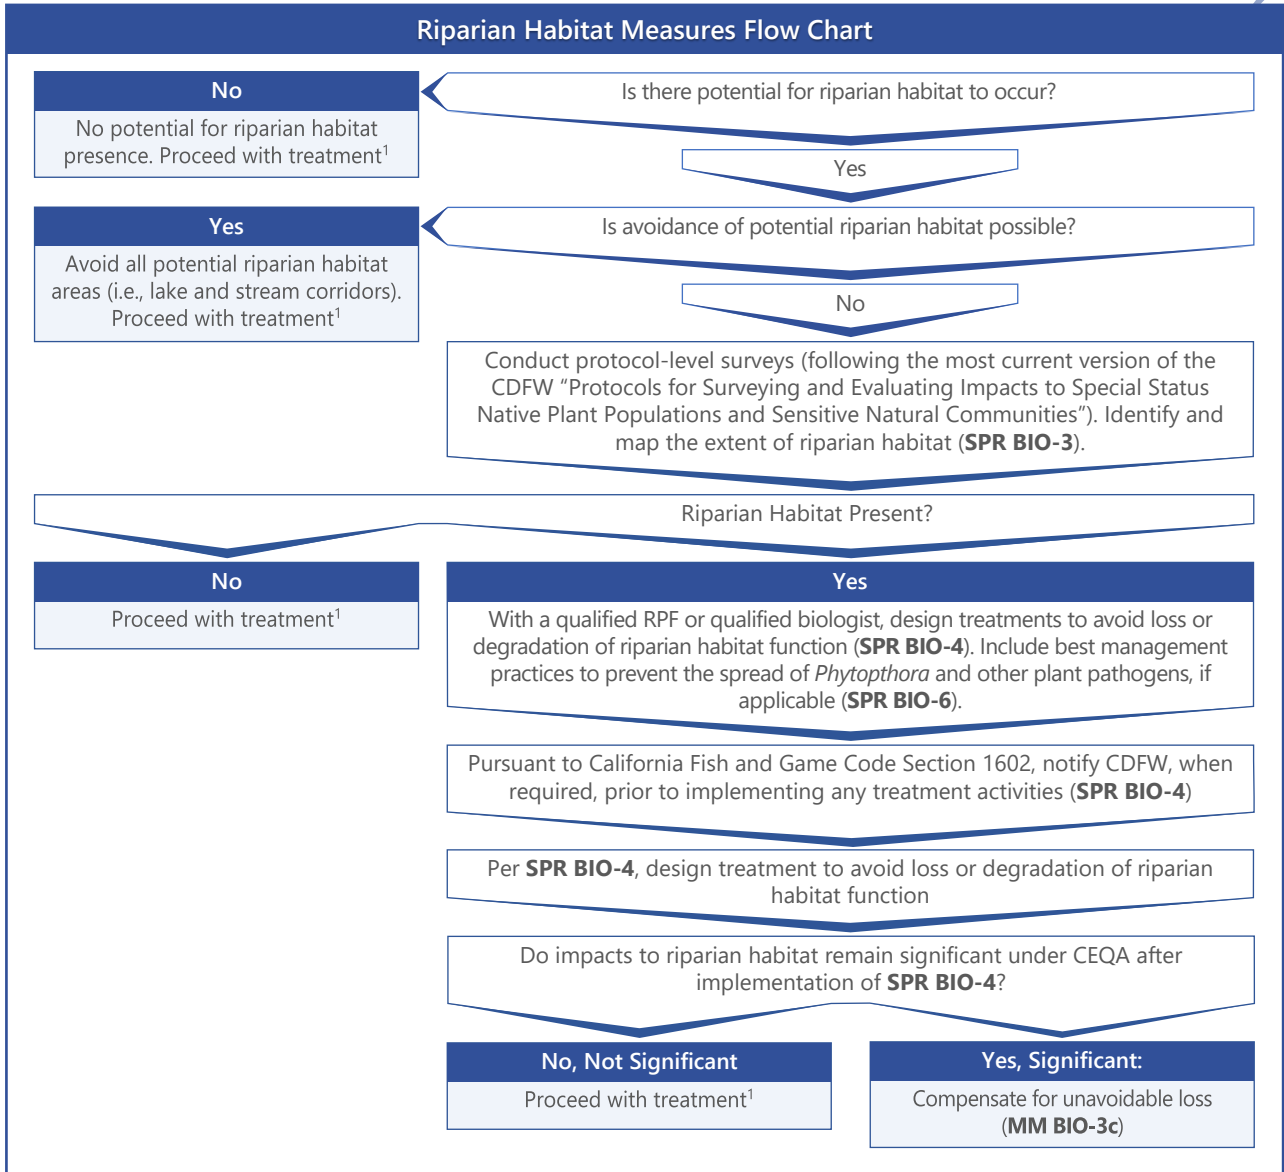 Riparian Habitat Measures Flow Chart
Is there potential for riparian habitat to occur?
No
No potential for riparian habitat
presence. Proceed with treatment1
Yes
Is avoidance of potential riparian habitat possible?
Yes
Avoid all potential riparian habitat
areas (i.e., lake and stream corridors).
Proceed with treatment1
No
Conduct protocol-level surveys (following the most current version of the
CDFW “Protocols for Surveying and Evaluating Impacts to Special Status
Native Plant Populations and Sensitive Natural Communities”). Identify and
map the extent of riparian habitat (SPR BIO-3).
Riparian Habitat Present?
No
Proceed with treatment1
Yes
With a qualified RPF or qualified biologist, design treatments to avoid loss or
degradation of riparian habitat function (SPR BIO-4). Include best management
practices to prevent the spread of Phytopthora and other plant pathogens, if
applicable (SPR BIO-6).
Pursuant to California Fish and Game Code Section 1602, notify CDFW, when
required, prior to implementing any treatment activities (SPR BIO-4)
Per SPR BIO-4, design treatment to avoid loss or degradation of riparian
habitat function
Do impacts to riparian habitat remain significant under CEQA after
implementation of SPR BIO-4?
No, Not Significant
Proceed with treatment1
Yes, Significant:
Compensate for unavoidable loss
(MM BIO-3c)